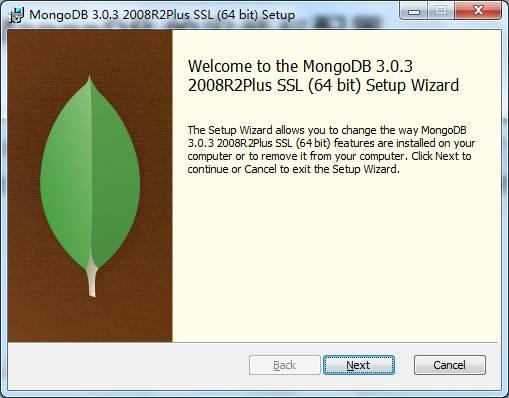 MongoDB 3.0.3 2008R2Plus SSL (64 bit) Setup
Welcome to the MongoDB 3.0.3
2008R2Plus SSL (64 bit) Setup Wizard
The Setup Wizard allows you to change the way MongoDB
3.0.3 2008R2Plus SSL (64 bit) features are installed on your
computer or to remove it from your computer. Click Next to
continue or Cancel to exit the Setup Wizard.
Back Next Cancel